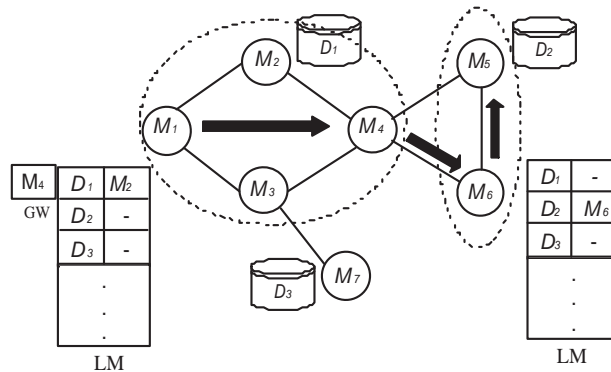 D1
D2
M2
M5
M1
M4
M3
M6
M7
D3
M4
GW
D1 M2
D2 -
D3 -
.
.
.
LM
D1 -
D2 M6
D3 -
.
.
.
LM